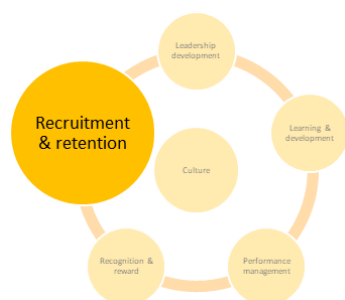 Leadership
development
Recruitment
& retention
Learning &
development
Culture
Recognition &
reward
Performance
management